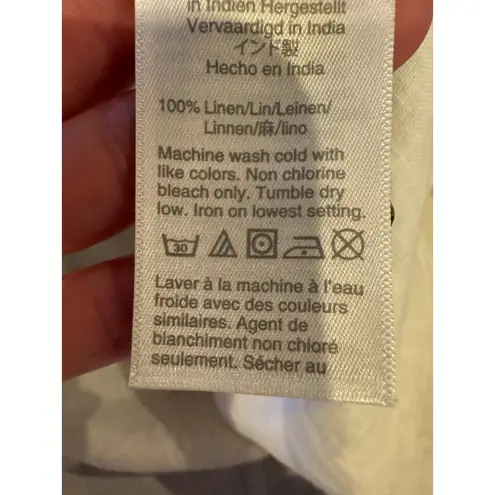 in Indien Hergestellt
Vervaardigd in India
インド製
Hecho en India
100% Linen/Lin/Leinen/
Linnen/麻/lino
Machine wash cold with
like colors. Non chlorine
bleach only. Tumble dry
low. Iron on lowest setting.
30
Laver à la machine à l'eau
froide avec des couleurs
similaires. Agent de
blanchiment non chloré
seulement. Sécher au